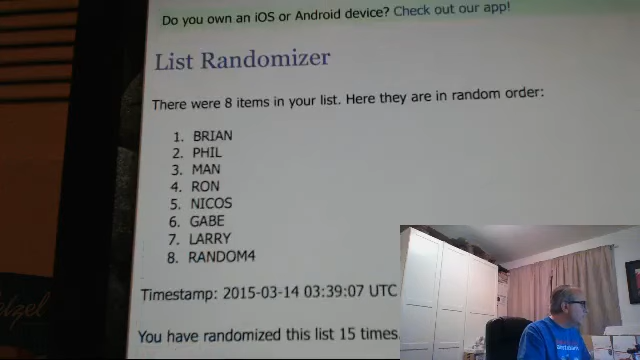 Do you own an iOS or Android device? Check out our app!
List Randomizer
There were 8 items in your list. Here they are in random order:
1. BRIAN
2. PHIL
3. MAN
4. RON
5. NICOS
6. GABE
7. LARRY
8. RANDOM4
Timestamp: 2015-03-14 03:39:07 UTC
You have randomized this list 15 times.